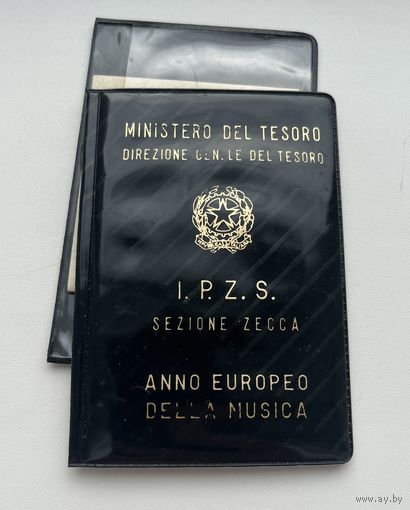 MINISTERO DEL TESORO
DIREZIONE GEN.LE DEL TESORO
I.P.Z.S.
SEZIONE ZECCA
ANNO EUROPEO
DELLA MUSICA
www.ay.by